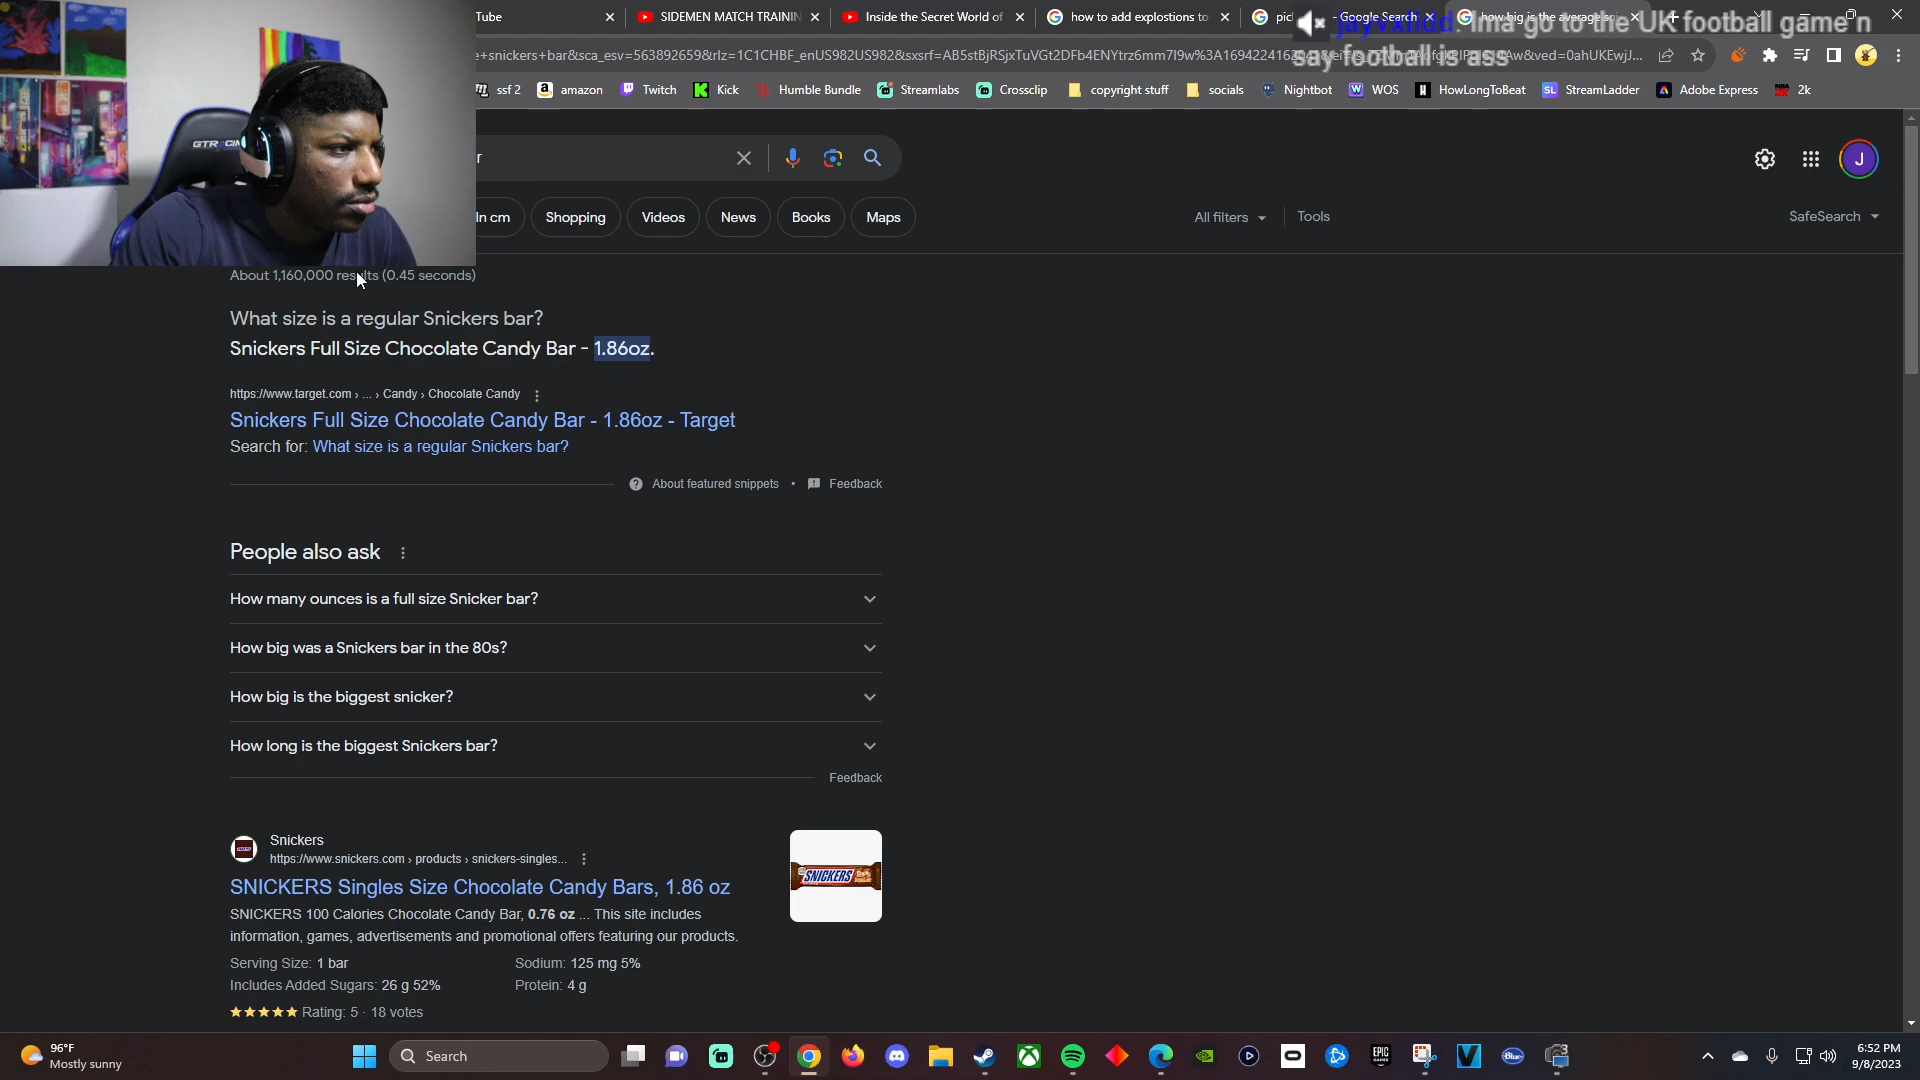 Tube
SIDEMEN MATCH TRAININ
Inside the Secret World of
how to add explostions to
- Google Search
how big is the average
jayvxhdd: "Ima go to the UK football game n
say football is ass
ssf 2
amazon
Twitch
Kick
Humble Bundle
Streamlabs
Crossclip
copyright stuff
socials
Nightbot
WOS
HowLongToBeat
SL StreamLadder
Adobe Express
2k
GTRACIN
r
J
In cm
Shopping
Videos
News
Books
Maps
All filters
Tools
SafeSearch
About 1,160,000 results (0.45 seconds)
What size is a regular Snickers bar?
Snickers Full Size Chocolate Candy Bar - 1.86oz.
https://www.target.com › ... › Candy › Chocolate Candy
Snickers Full Size Chocolate Candy Bar - 1.86oz - Target
Search for: What size is a regular Snickers bar?
About featured snippets • Feedback
People also ask
How many ounces is a full size Snicker bar?
How big was a Snickers bar in the 80s?
How big is the biggest snicker?
How long is the biggest Snickers bar?
Feedback
Snickers
https://www.snickers.com › products › snickers-singles...
SNICKERS Singles Size Chocolate Candy Bars, 1.86 oz
SNICKERS 100 Calories Chocolate Candy Bar, 0.76 oz ... This site includes
information, games, advertisements and promotional offers featuring our products.
Serving Size: 1 bar
Sodium: 125 mg 5%
Includes Added Sugars: 26 g 52%
Protein: 4 g
Rating: 5 · 18 votes
SNICKERS
96°F
Mostly sunny
Search
EPIC
Blue
6:52 PM
9/8/2023